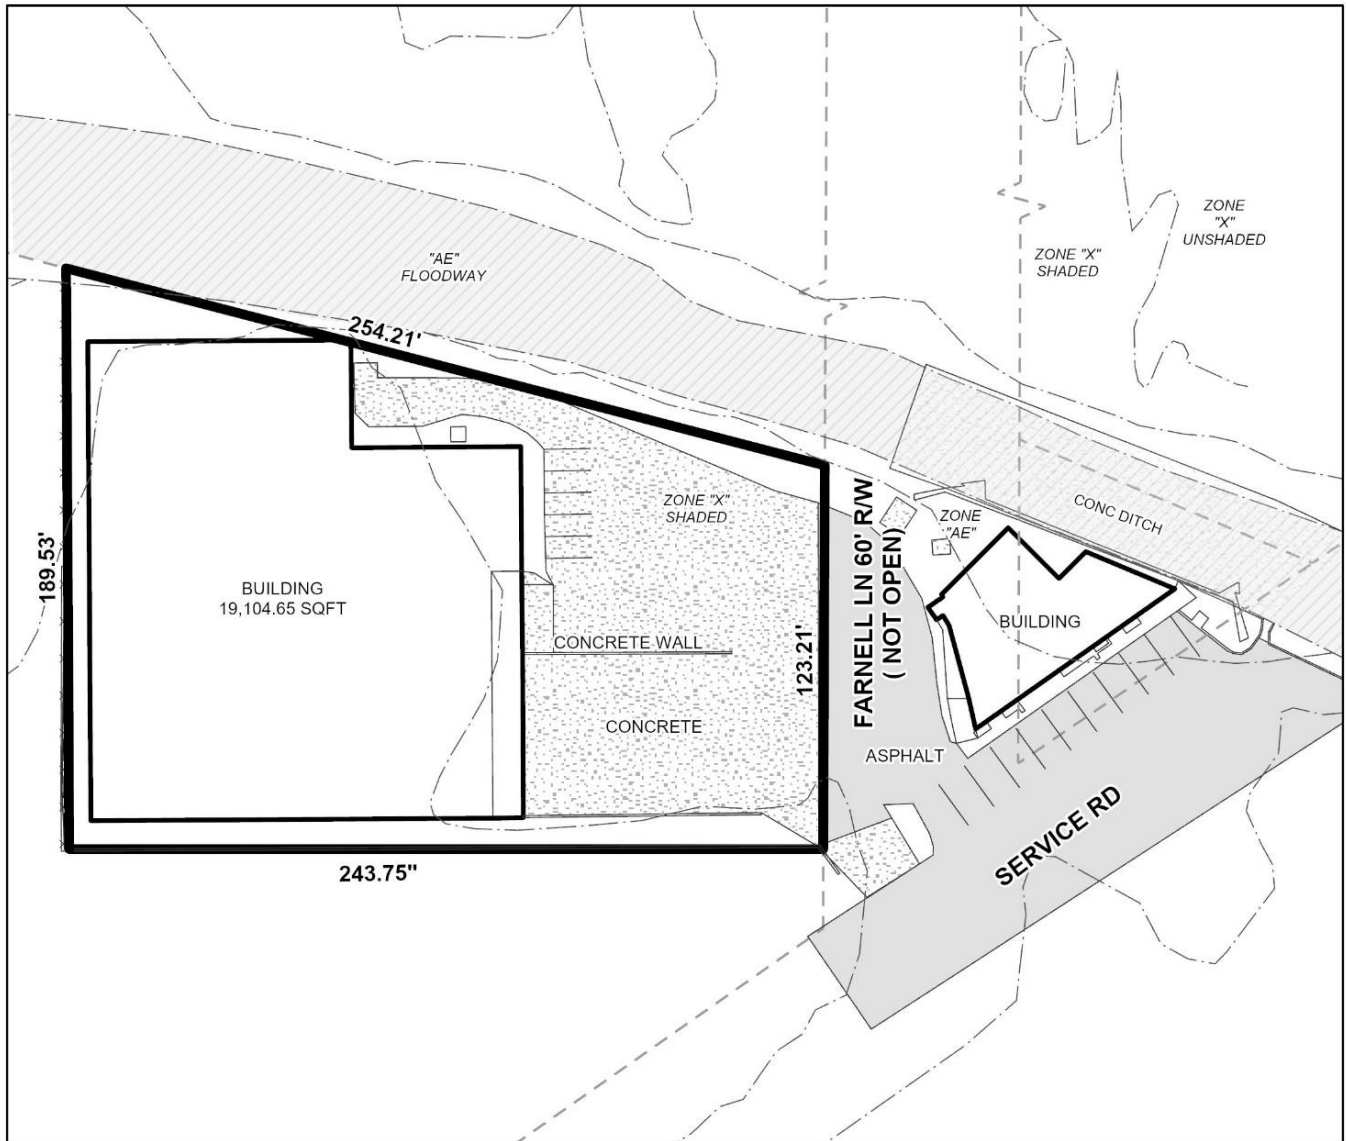 ZONE
"X"
UNSHADED
ZONE "X"
SHADED
"AE"
FLOODWAY
254.21'
ZONE "X"
SHADED
CONC DITCH
ZONE
"AE"
FARNELL LN 60' R/W
( NOT OPEN)
189.53'
BUILDING
19,104.65 SQFT
BUILDING
CONCRETE WALL
123.21'
CONCRETE
ASPHALT
SERVICE RD
243.75"